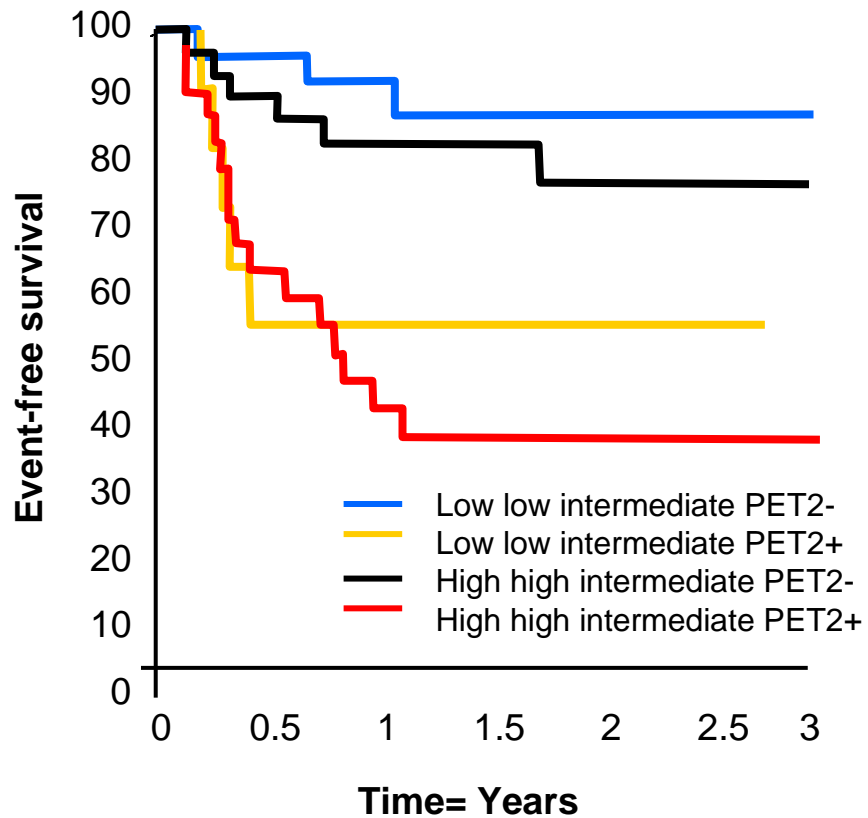 100
90
80
70
60
50
40
30
20
10
0
Event-free survival
Low low intermediate PET2-
Low low intermediate PET2+
High high intermediate PET2-
High high intermediate PET2+
0 0.5 1 1.5 2 2.5 3
Time= Years